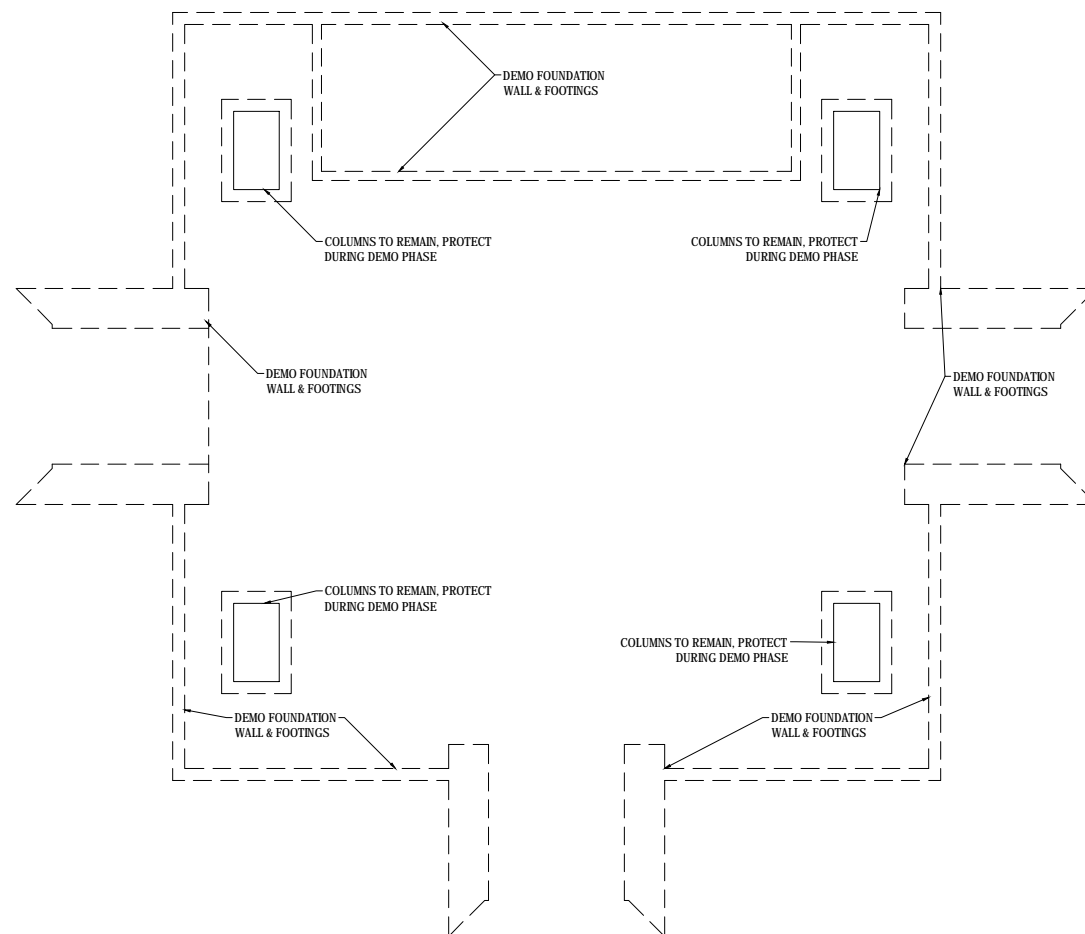 DEMO FOUNDATION
WALL & FOOTINGS
COLUMNS TO REMAIN, PROTECT
DURING DEMO PHASE
COLUMNS TO REMAIN, PROTECT
DURING DEMO PHASE
DEMO FOUNDATION
WALL & FOOTINGS
DEMO FOUNDATION
WALL & FOOTINGS
COLUMNS TO REMAIN, PROTECT
DURING DEMO PHASE
COLUMNS TO REMAIN, PROTECT
DURING DEMO PHASE
DEMO FOUNDATION
WALL & FOOTINGS
DEMO FOUNDATION
WALL & FOOTINGS